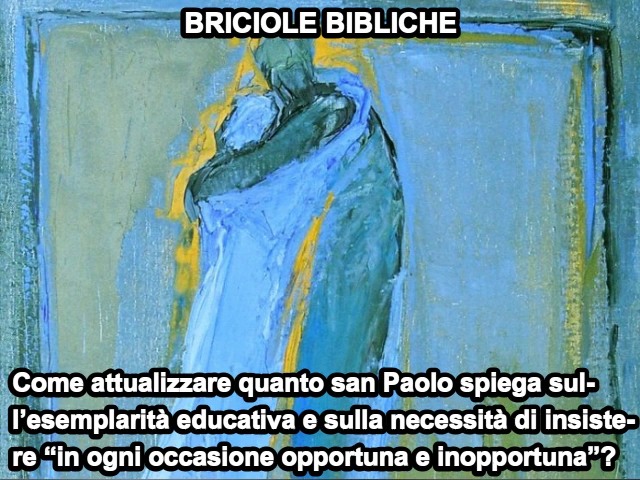 BRICIOLE BIBLICHE
Come attualizzare quanto san Paolo spiega sul-
l’esemplarità educativa e sulla necessità di insiste-
re “in ogni occasione opportuna e inopportuna”?